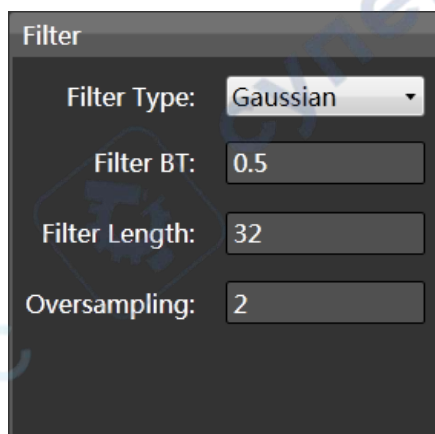 Filter
Filter Type: Gaussian
Filter BT: 0.5
Filter Length: 32
Oversampling: 2